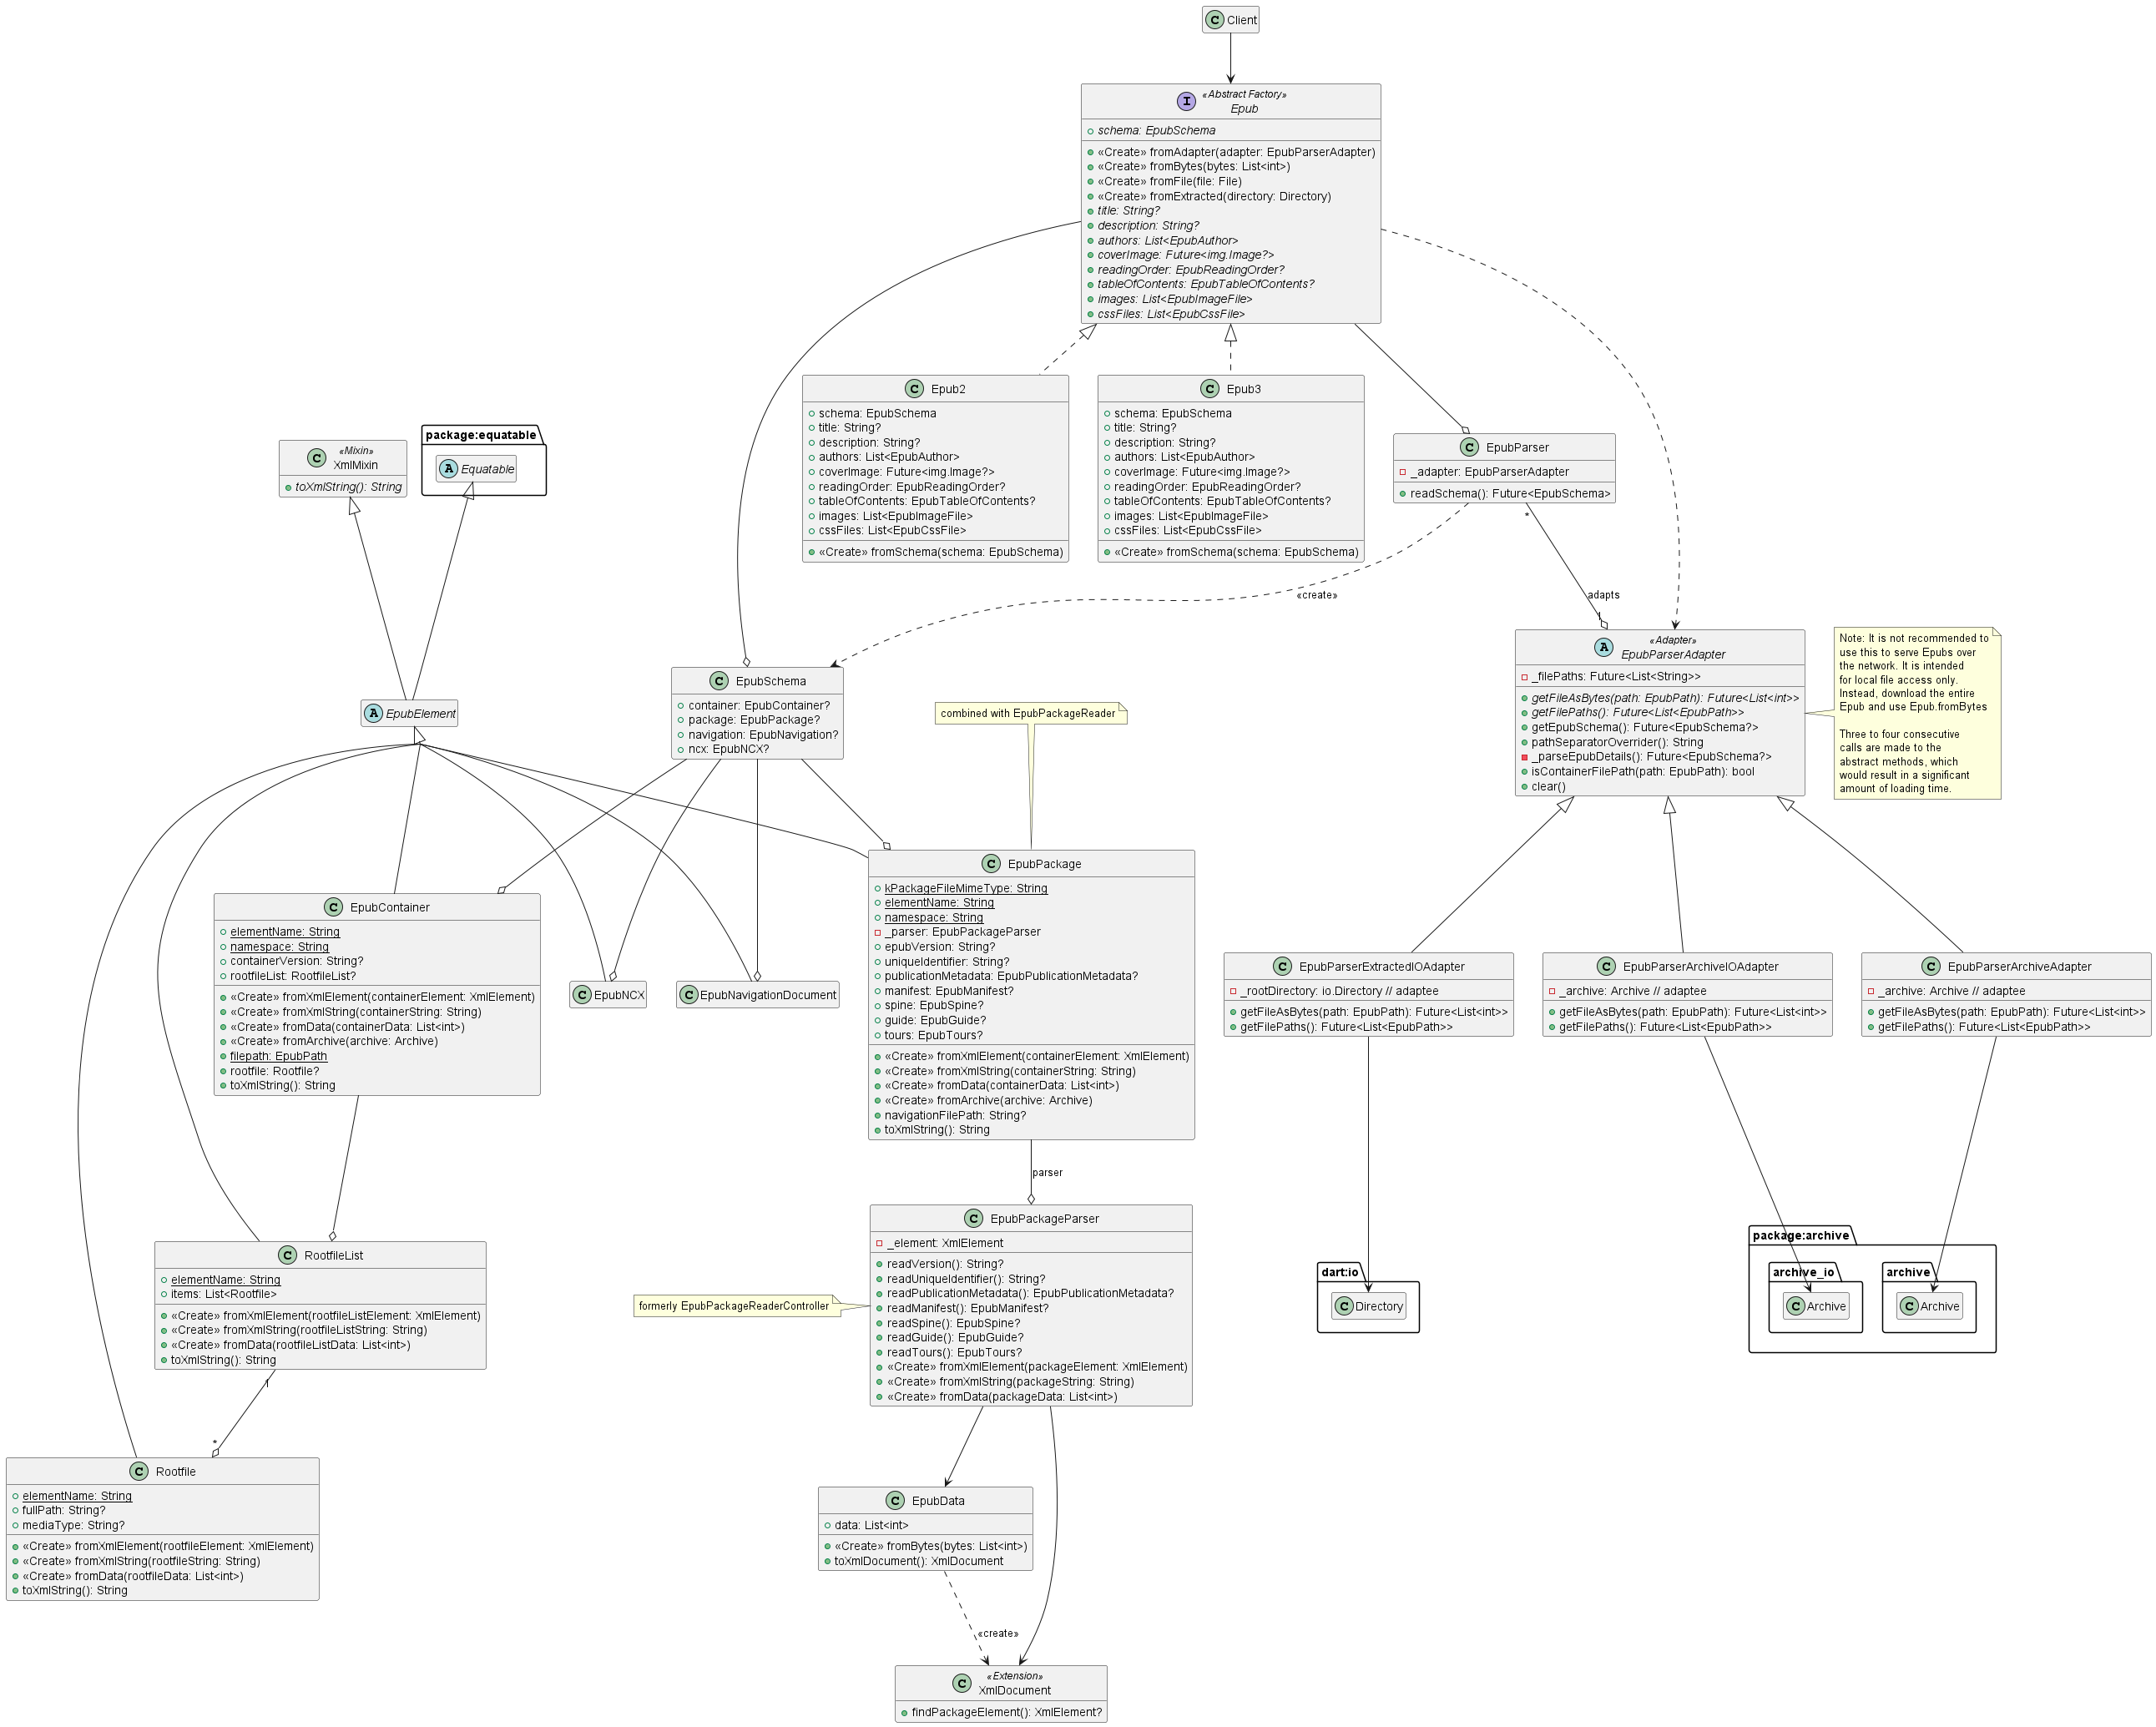 C Client
I «Abstract Factory»
Epub
schema: EpubSchema
«Create» fromAdapter(adapter: EpubParserAdapter)
«Create» fromBytes(bytes: List<int>)
«Create» fromFile(file: File)
«Create» fromExtracted(directory: Directory)
title: String?
description: String?
authors: List<EpubAuthor>
coverImage: Future<img.Image?>
readingOrder: EpubReadingOrder?
tableOfContents: EpubTableOfContents?
images: List<EpubImageFile>
cssFiles: List<EpubCssFile>
C Epub2
schema: EpubSchema
title: String?
description: String?
authors: List<EpubAuthor>
coverImage: Future<img.Image?>
readingOrder: EpubReadingOrder?
tableOfContents: EpubTableOfContents?
images: List<EpubImageFile>
cssFiles: List<EpubCssFile>
«Create» fromSchema(schema: EpubSchema)
C Epub3
schema: EpubSchema
title: String?
description: String?
authors: List<EpubAuthor>
coverImage: Future<img.Image?>
readingOrder: EpubReadingOrder?
tableOfContents: EpubTableOfContents?
images: List<EpubImageFile>
cssFiles: List<EpubCssFile>
«Create» fromSchema(schema: EpubSchema)
C EpubParser
_adapter: EpubParserAdapter
readSchema(): Future<EpubSchema>
*
C «Mixin»
XmlMixin
toXmlString(): String
package:equatable
A Equatable
«create»
adapts
1
A «Adapter»
EpubParserAdapter
_filePaths: Future<List<String>>
getFileAsBytes(path: EpubPath): Future<List<int>>
getFilePaths(): Future<List<EpubPath>>
getEpubSchema(): Future<EpubSchema?>
pathSeparatorOverrider(): String
_parseEpubDetails(): Future<EpubSchema?>
isContainerFilePath(path: EpubPath): bool
clear()
Note: It is not recommended to
use this to serve Epubs over
the network. It is intended
for local file access only.
Instead, download the entire
Epub and use Epub.fromBytes
Three to four consecutive
calls are made to the
abstract methods, which
would result in a significant
amount of loading time.
A EpubElement
C EpubSchema
container: EpubContainer?
package: EpubPackage?
navigation: EpubNavigation?
ncx: EpubNCX?
combined with EpubPackageReader
C EpubContainer
elementName: String
namespace: String
containerVersion: String?
rootfileList: RootfileList?
«Create» fromXmlElement(containerElement: XmlElement)
«Create» fromXmlString(containerString: String)
«Create» fromData(containerData: List<int>)
«Create» fromArchive(archive: Archive)
filepath: EpubPath
rootfile: Rootfile?
toXmlString(): String
C EpubNCX
C EpubNavigationDocument
C EpubPackage
kPackageFileMimeType: String
elementName: String
namespace: String
_parser: EpubPackageParser
epubVersion: String?
uniqueIdentifier: String?
publicationMetadata: EpubPublicationMetadata?
manifest: EpubManifest?
spine: EpubSpine?
guide: EpubGuide?
tours: EpubTours?
«Create» fromXmlElement(containerElement: XmlElement)
«Create» fromXmlString(containerString: String)
«Create» fromData(containerData: List<int>)
«Create» fromArchive(archive: Archive)
navigationFilePath: String?
toXmlString(): String
C EpubParserExtractedIOAdapter
_rootDirectory: io.Directory // adaptee
getFileAsBytes(path: EpubPath): Future<List<int>>
getFilePaths(): Future<List<EpubPath>>
C EpubParserArchiveIOAdapter
_archive: Archive // adaptee
getFileAsBytes(path: EpubPath): Future<List<int>>
getFilePaths(): Future<List<EpubPath>>
C EpubParserArchiveAdapter
_archive: Archive // adaptee
getFileAsBytes(path: EpubPath): Future<List<int>>
getFilePaths(): Future<List<EpubPath>>
parser
C RootfileList
elementName: String
items: List<Rootfile>
«Create» fromXmlElement(rootfileListElement: XmlElement)
«Create» fromXmlString(rootfileListString: String)
«Create» fromData(rootfileListData: List<int>)
toXmlString(): String
1
*
formerly EpubPackageReaderController
C EpubPackageParser
_element: XmlElement
readVersion(): String?
readUniqueIdentifier(): String?
readPublicationMetadata(): EpubPublicationMetadata?
readManifest(): EpubManifest?
readSpine(): EpubSpine?
readGuide(): EpubGuide?
readTours(): EpubTours?
«Create» fromXmlElement(packageElement: XmlElement)
«Create» fromXmlString(packageString: String)
«Create» fromData(packageData: List<int>)
dart:io
C Directory
package:archive
archive_io
C Archive
archive
C Archive
C Rootfile
elementName: String
fullPath: String?
mediaType: String?
«Create» fromXmlElement(rootfileElement: XmlElement)
«Create» fromXmlString(rootfileString: String)
«Create» fromData(rootfileData: List<int>)
toXmlString(): String
C EpubData
data: List<int>
«Create» fromBytes(bytes: List<int>)
toXmlDocument(): XmlDocument
«create»
C «Extension»
XmlDocument
findPackageElement(): XmlElement?